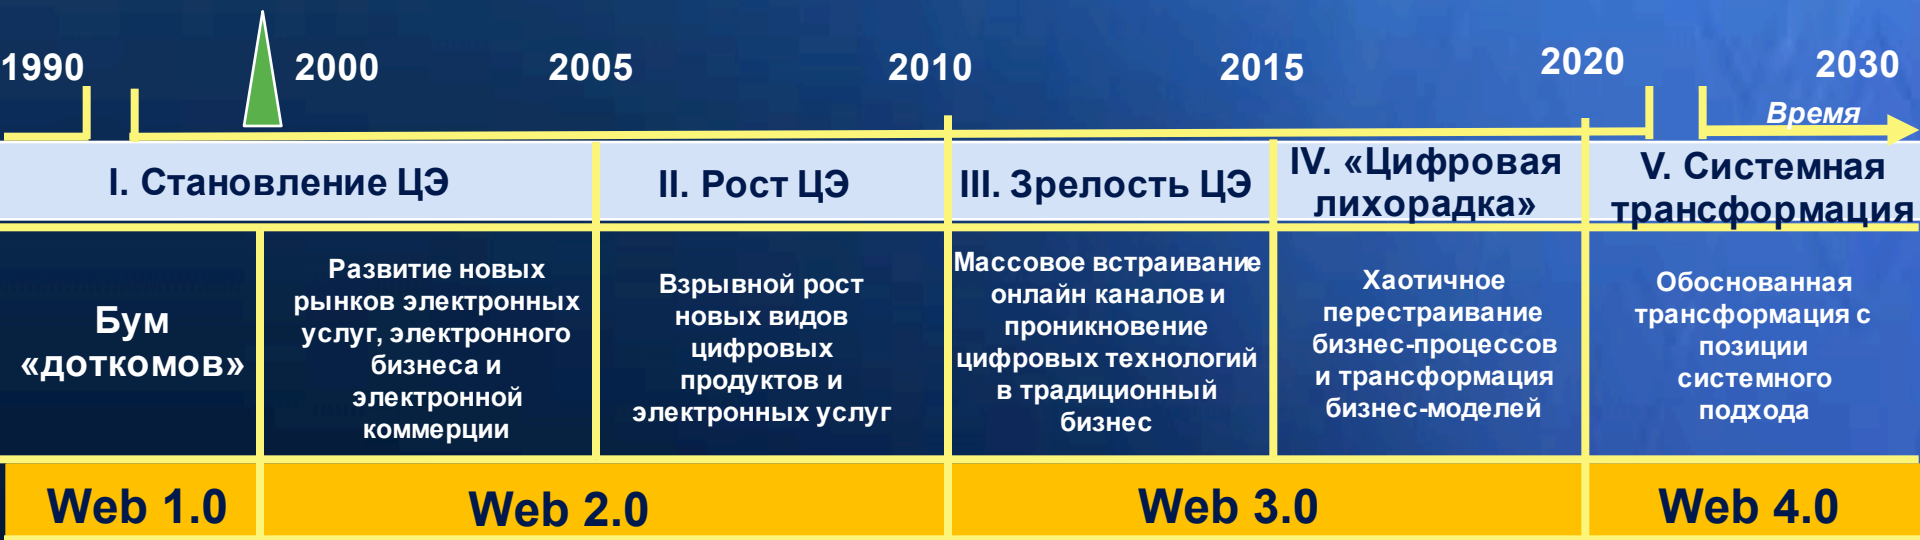 1990
2000
2005
2010
2015
2020
2030
Время
I. Становление ЦЭ
II. Рост ЦЭ
III. Зрелость ЦЭ
IV. «Цифровая
лихорадка»
V. Системная
трансформация
Бум
«доткомов»
Развитие новых
рынков электронных
услуг, электронного
бизнеса и
электронной
коммерции
Взрывной рост
новых видов
цифровых
продуктов и
электронных услуг
Массовое встраивание
онлайн каналов и
проникновение
цифровых технологий
в традиционный
бизнес
Хаотичное
перестраивание
бизнес-процессов
и трансформация
бизнес-моделей
Обоснованная
трансформация с
позиции
системного
подхода
Web 1.0
Web 2.0
Web 3.0
Web 4.0